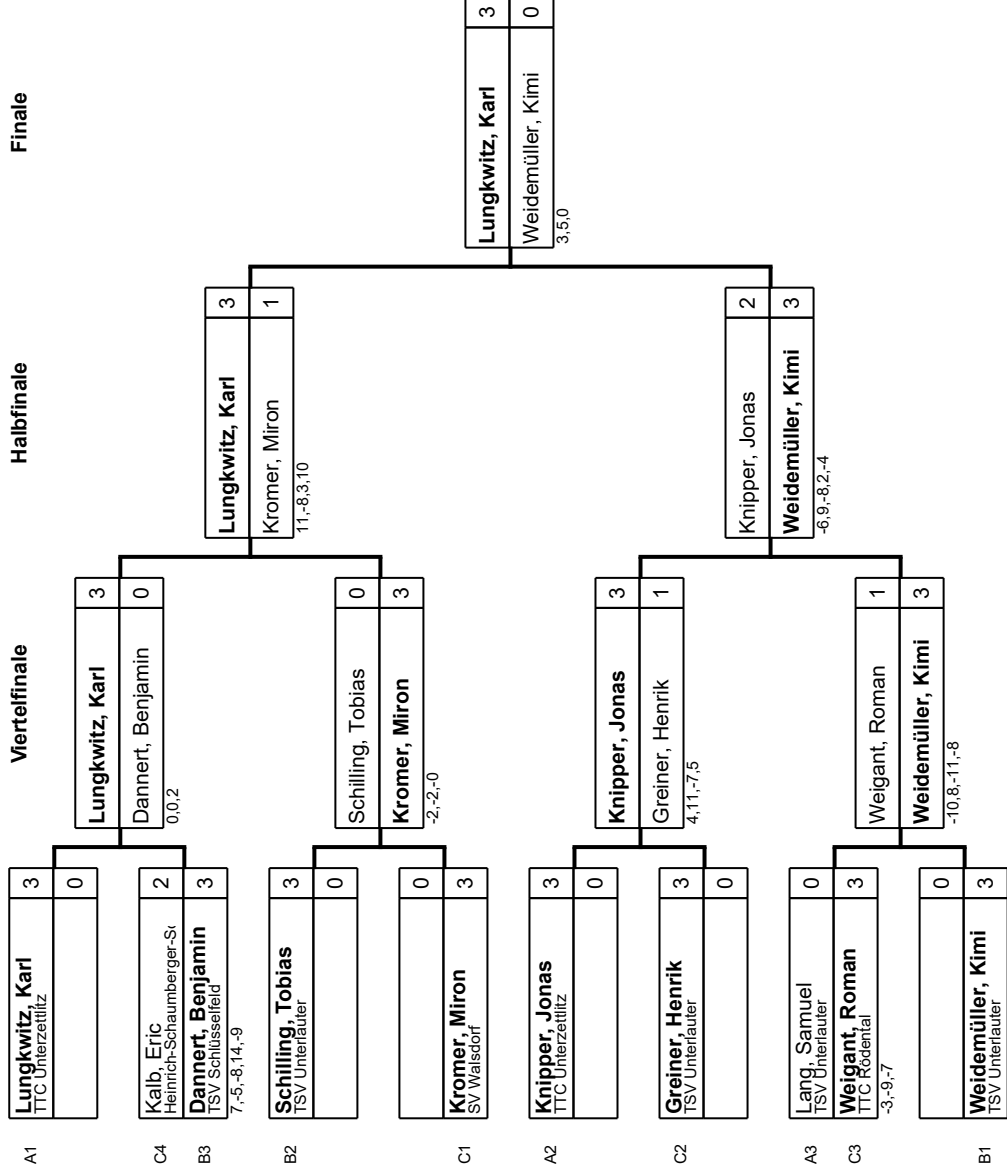 Viertelfinale
Halbfinale
Finale
A1
Lungkwitz, Karl 3
TTC Unterzettlitz
0
C4
Kalb, Eric 2
Heinrich-Schaumberger-Sc
B3
Dannert, Benjamin 3
TSV Schlüsselfeld
7,-5,-8,14,-9
B2
Schilling, Tobias 3
TSV Unterlauter
0
0
C1
Kromer, Miron 3
SV Walsdorf
A2
Knipper, Jonas 3
TTC Unterzettlitz
0
C2
Greiner, Henrik 3
TSV Unterlauter
0
A3
Lang, Samuel 0
TSV Unterlauter
C3
Weigant, Roman 3
TTC Rödental
-3,-9,-7
0
B1
Weidemüller, Kimi 3
TSV Unterlauter
Lungkwitz, Karl 3
Dannert, Benjamin 0
0,0,2
Schilling, Tobias 0
Kromer, Miron 3
-2,-2,-0
Knipper, Jonas 3
Greiner, Henrik 1
4,11,-7,5
Weigant, Roman 1
Weidemüller, Kimi 3
-10,8,-11,-8
Lungkwitz, Karl 3
Kromer, Miron 1
11,-8,3,10
Knipper, Jonas 2
Weidemüller, Kimi 3
-6,9,-8,2,-4
Lungkwitz, Karl 3
Weidemüller, Kimi 0
3,5,0